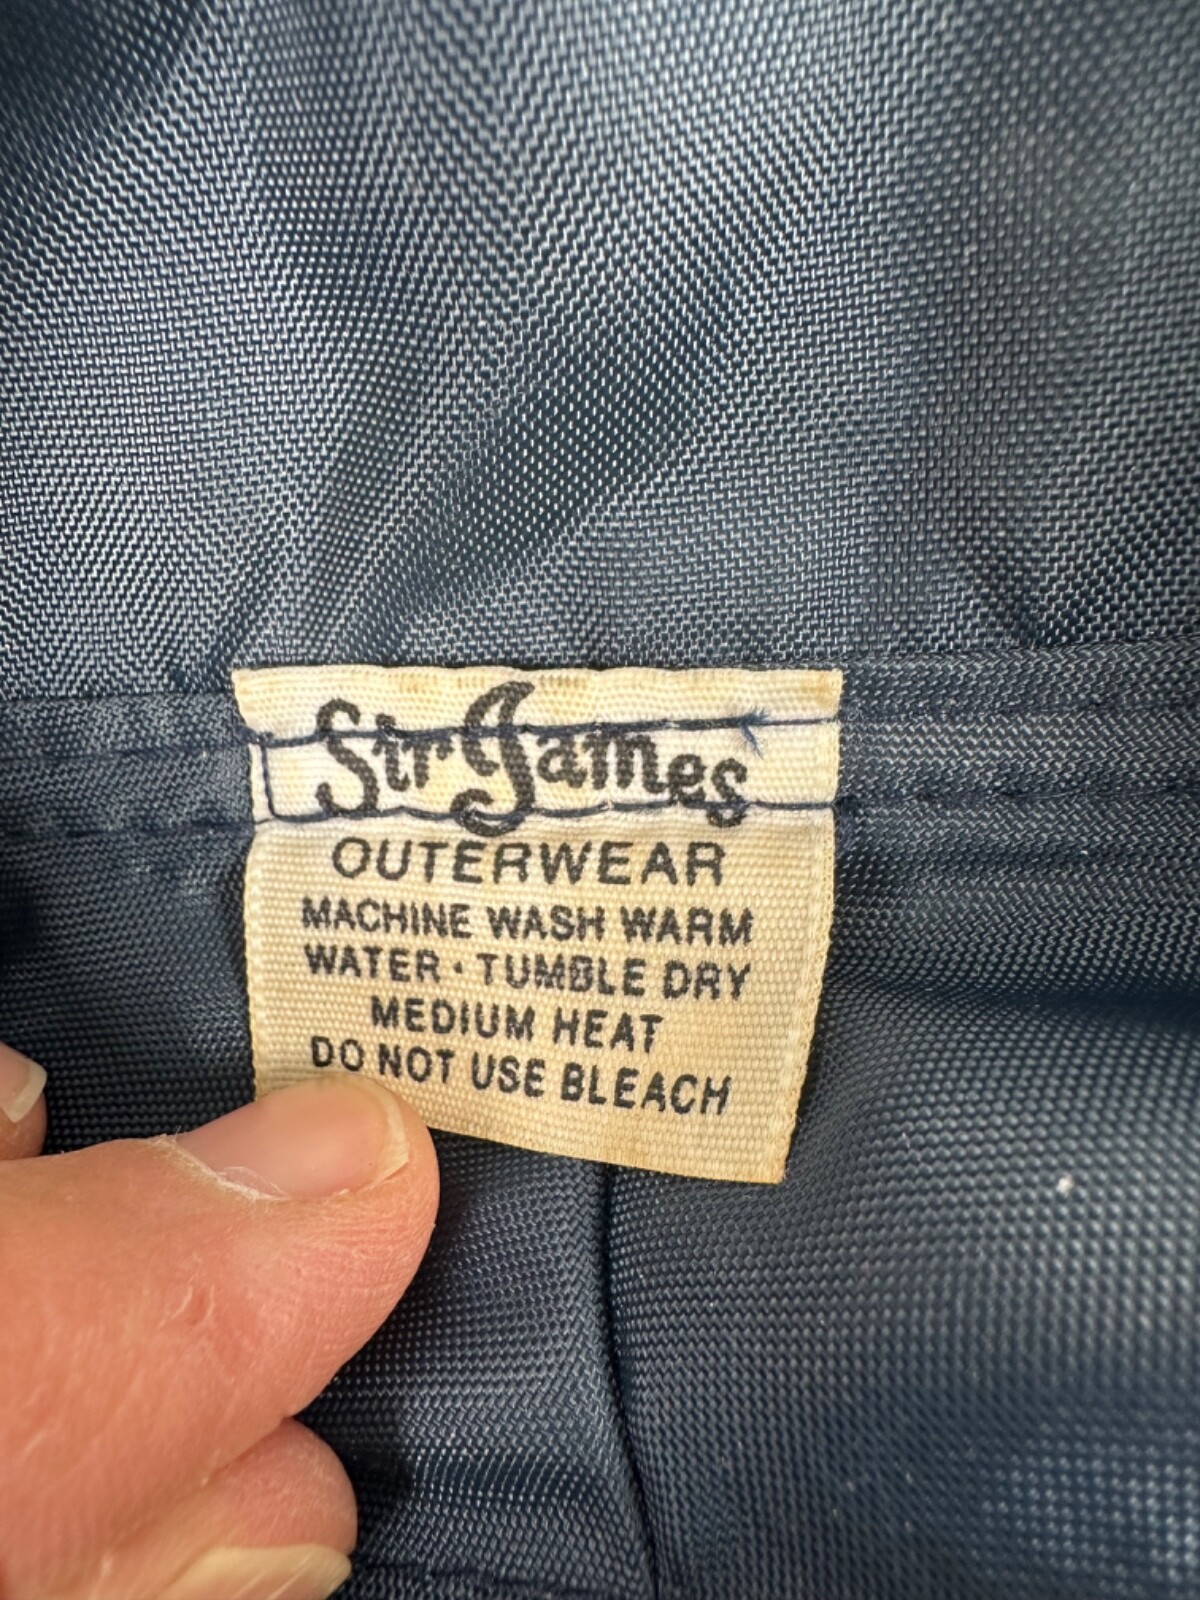 Sir James
OUTERWEAR
MACHINE WASH WARM
WATER · TUMBLE DRY
MEDIUM HEAT
DO NOT USE BLEACH